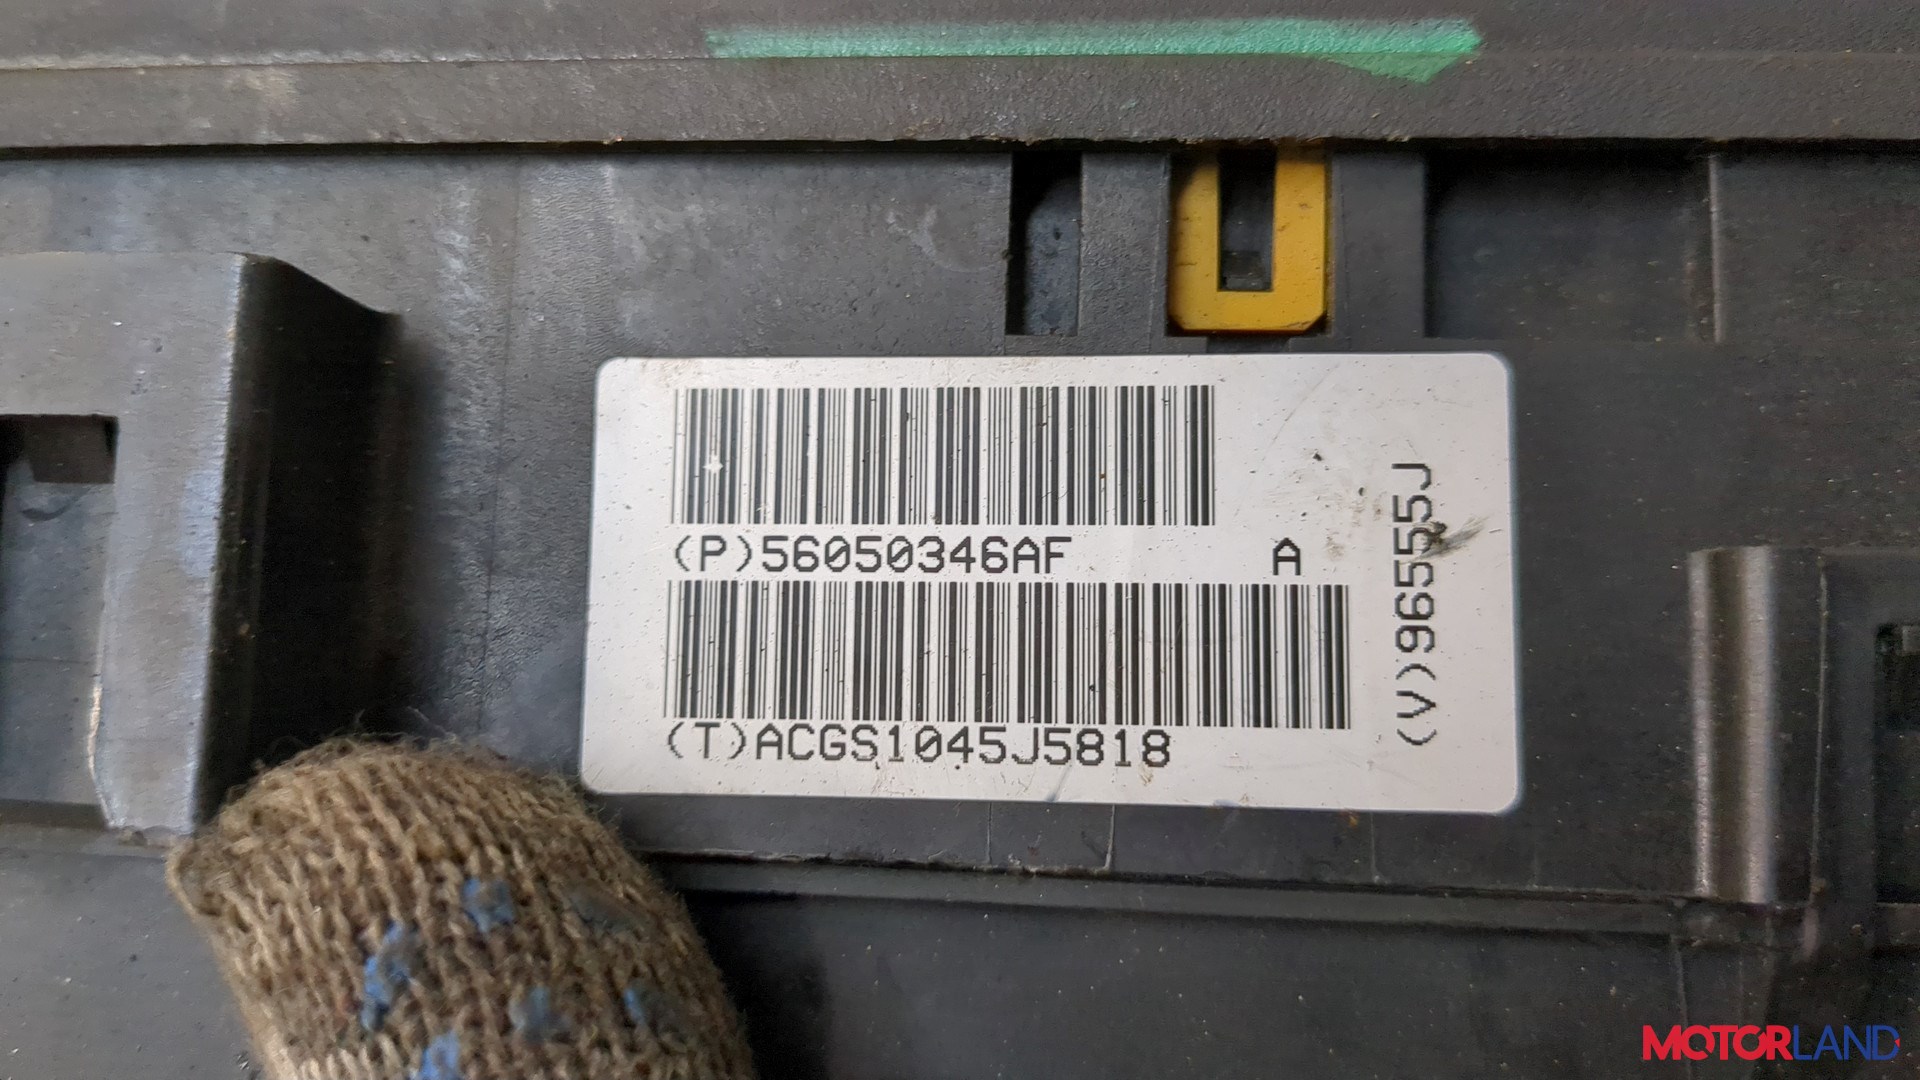 (P)56050346AF A
(T)ACGS1045J5818
(V)96555J
MOTORLAND